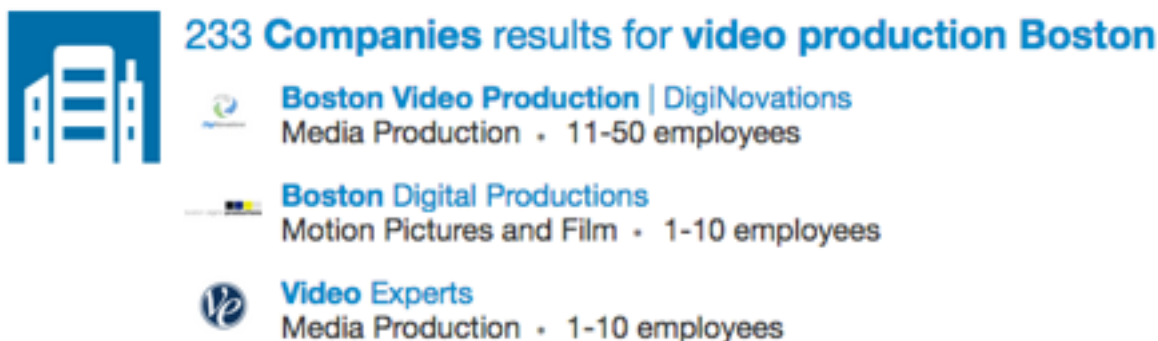 233 Companies results for video production Boston
Boston Video Production | DigiNovations
Media Production • 11-50 employees
Boston Digital Productions
Motion Pictures and Film • 1-10 employees
Video Experts
Media Production • 1-10 employees